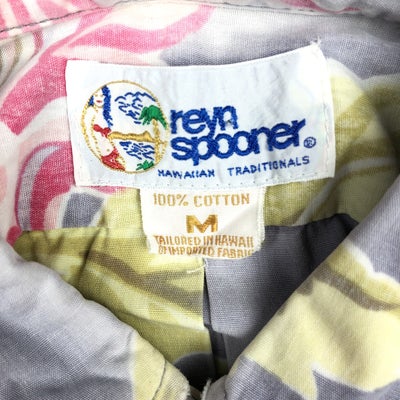 reyn
spooner®
HAWAIIAN TRADITIONALS
100% COTTON
M
TAILORED IN HAWAII
OF IMPORTED FABRIC